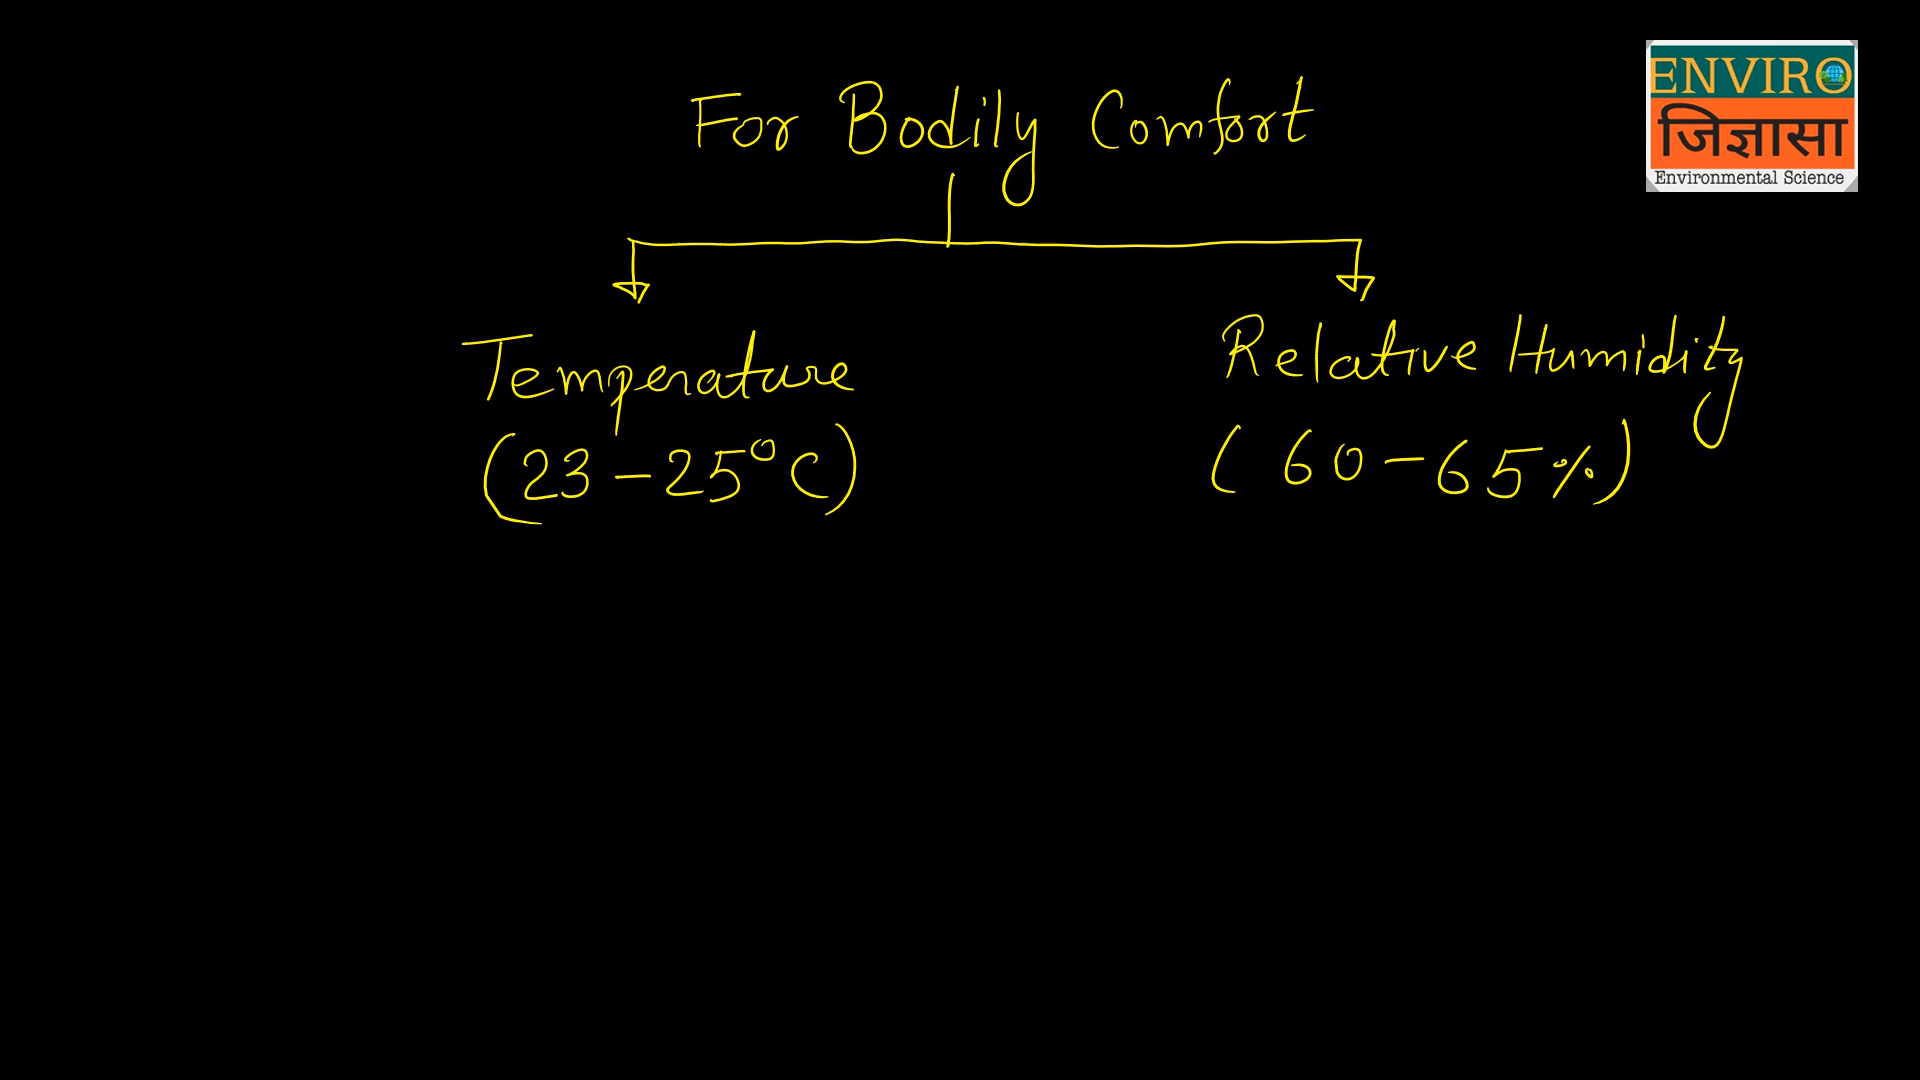 For Bodily Comfort
ENVIRO
जिज्ञासा
Environmental Science
Temperature
(23-25°C)
Relative Humidity
(60-65%)